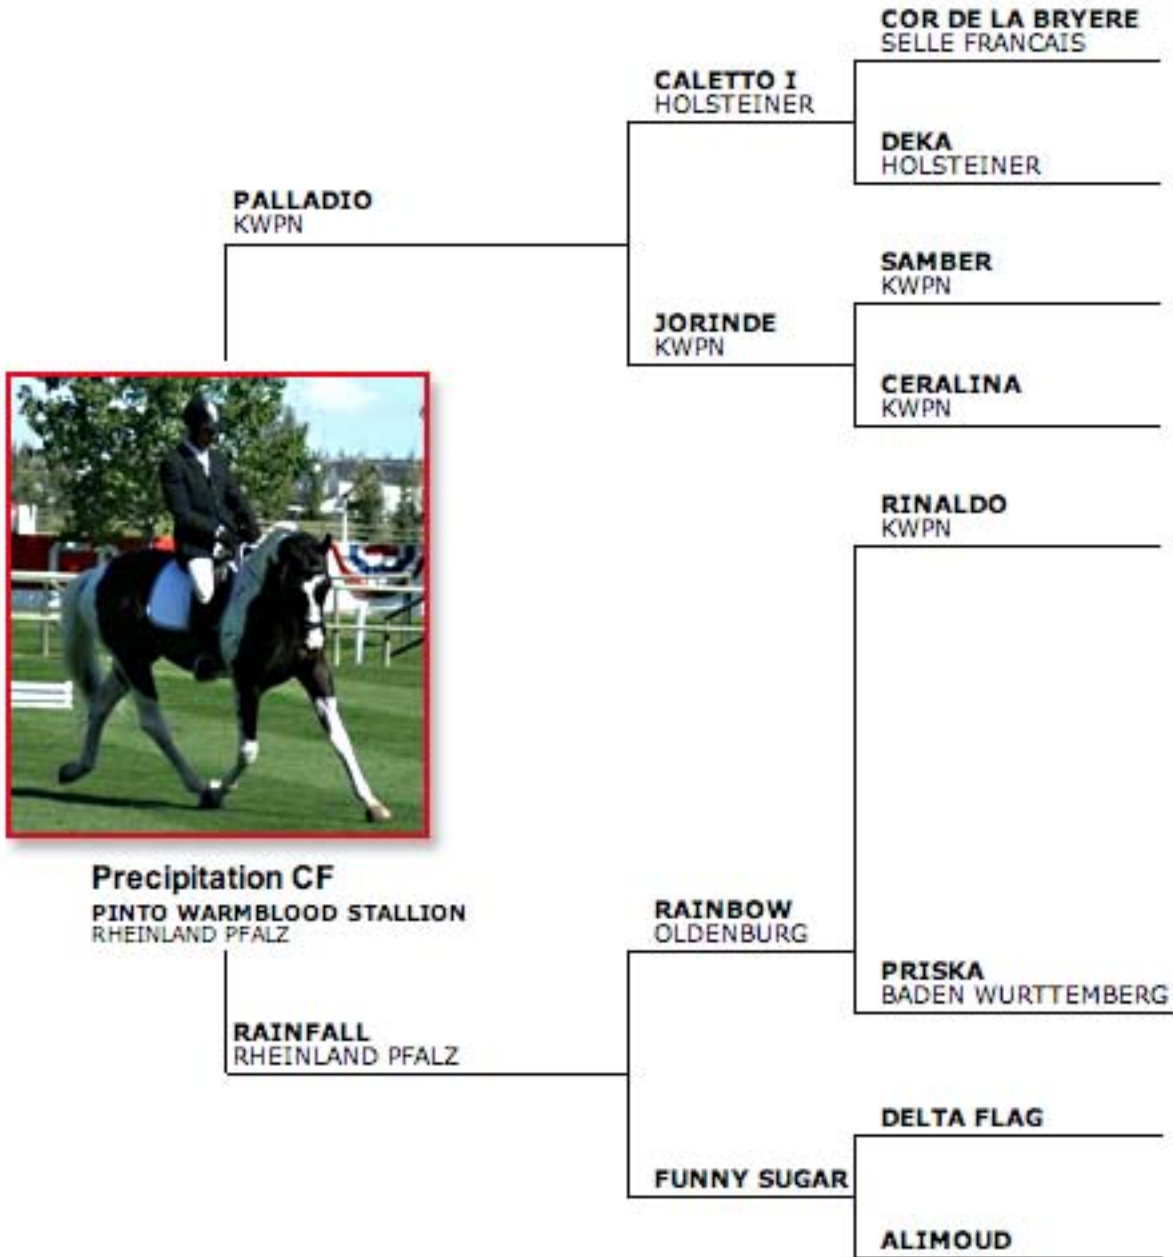 COR DE LA BRYERE
SELLE FRANCAIS
CALETTO I
HOLSTEINER
DEKA
HOLSTEINER
PALLADIO
KWPN
SAMBER
KWPN
JORINDE
KWPN
CERALINA
KWPN
RINALDO
KWPN
Precipitation CF
PINTO WARMBLOOD STALLION
RHEINLAND PFALZ
RAINBOW
OLDENBURG
PRISKA
BADEN WURTTEMBERG
RAINFALL
RHEINLAND PFALZ
DELTA FLAG
FUNNY SUGAR
ALIMOUD